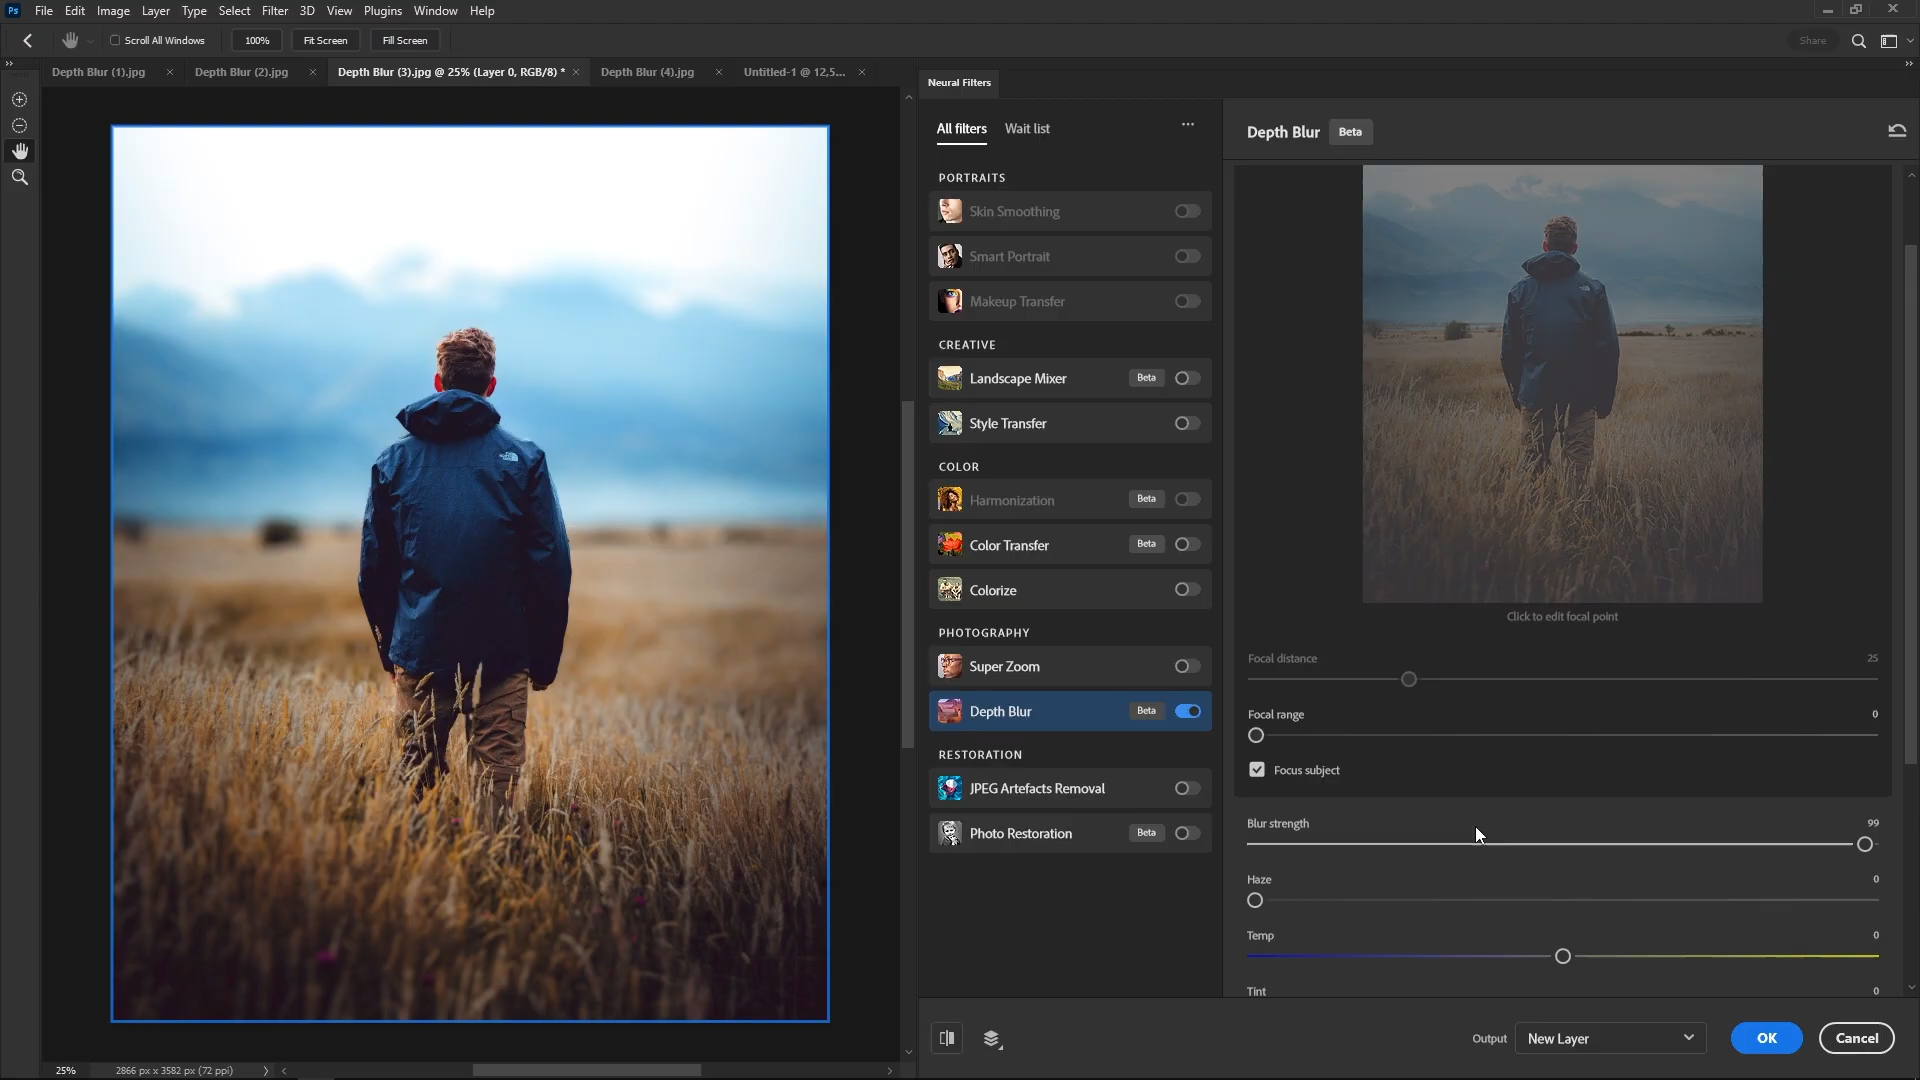 Ps File Edit Image Layer Type Select Filter 3D View Plugins Window Help
Scroll All Windows 100% Fit Screen Fill Screen Share
Depth Blur (1).jpg × Depth Blur (2).jpg × Depth Blur (3).jpg @ 25% (Layer 0, RGB/8) * × Depth Blur (4).jpg × Untitled-1 @ 12,5... ×
Neural Filters
All filters Wait list ...
Depth Blur Beta
PORTRAITS
Skin Smoothing
Smart Portrait
Makeup Transfer
CREATIVE
Landscape Mixer Beta
Style Transfer
COLOR
Harmonization Beta
Color Transfer Beta
Colorize
PHOTOGRAPHY
Super Zoom
Depth Blur Beta
RESTORATION
JPEG Artefacts Removal
Photo Restoration Beta
Click to edit focal point
Focal distance 25
Focal range 0
Focus subject
Blur strength 99
Haze 0
Temp 0
Tint 0
Output New Layer OK Cancel
25% 2866 px x 3582 px (72 ppi)